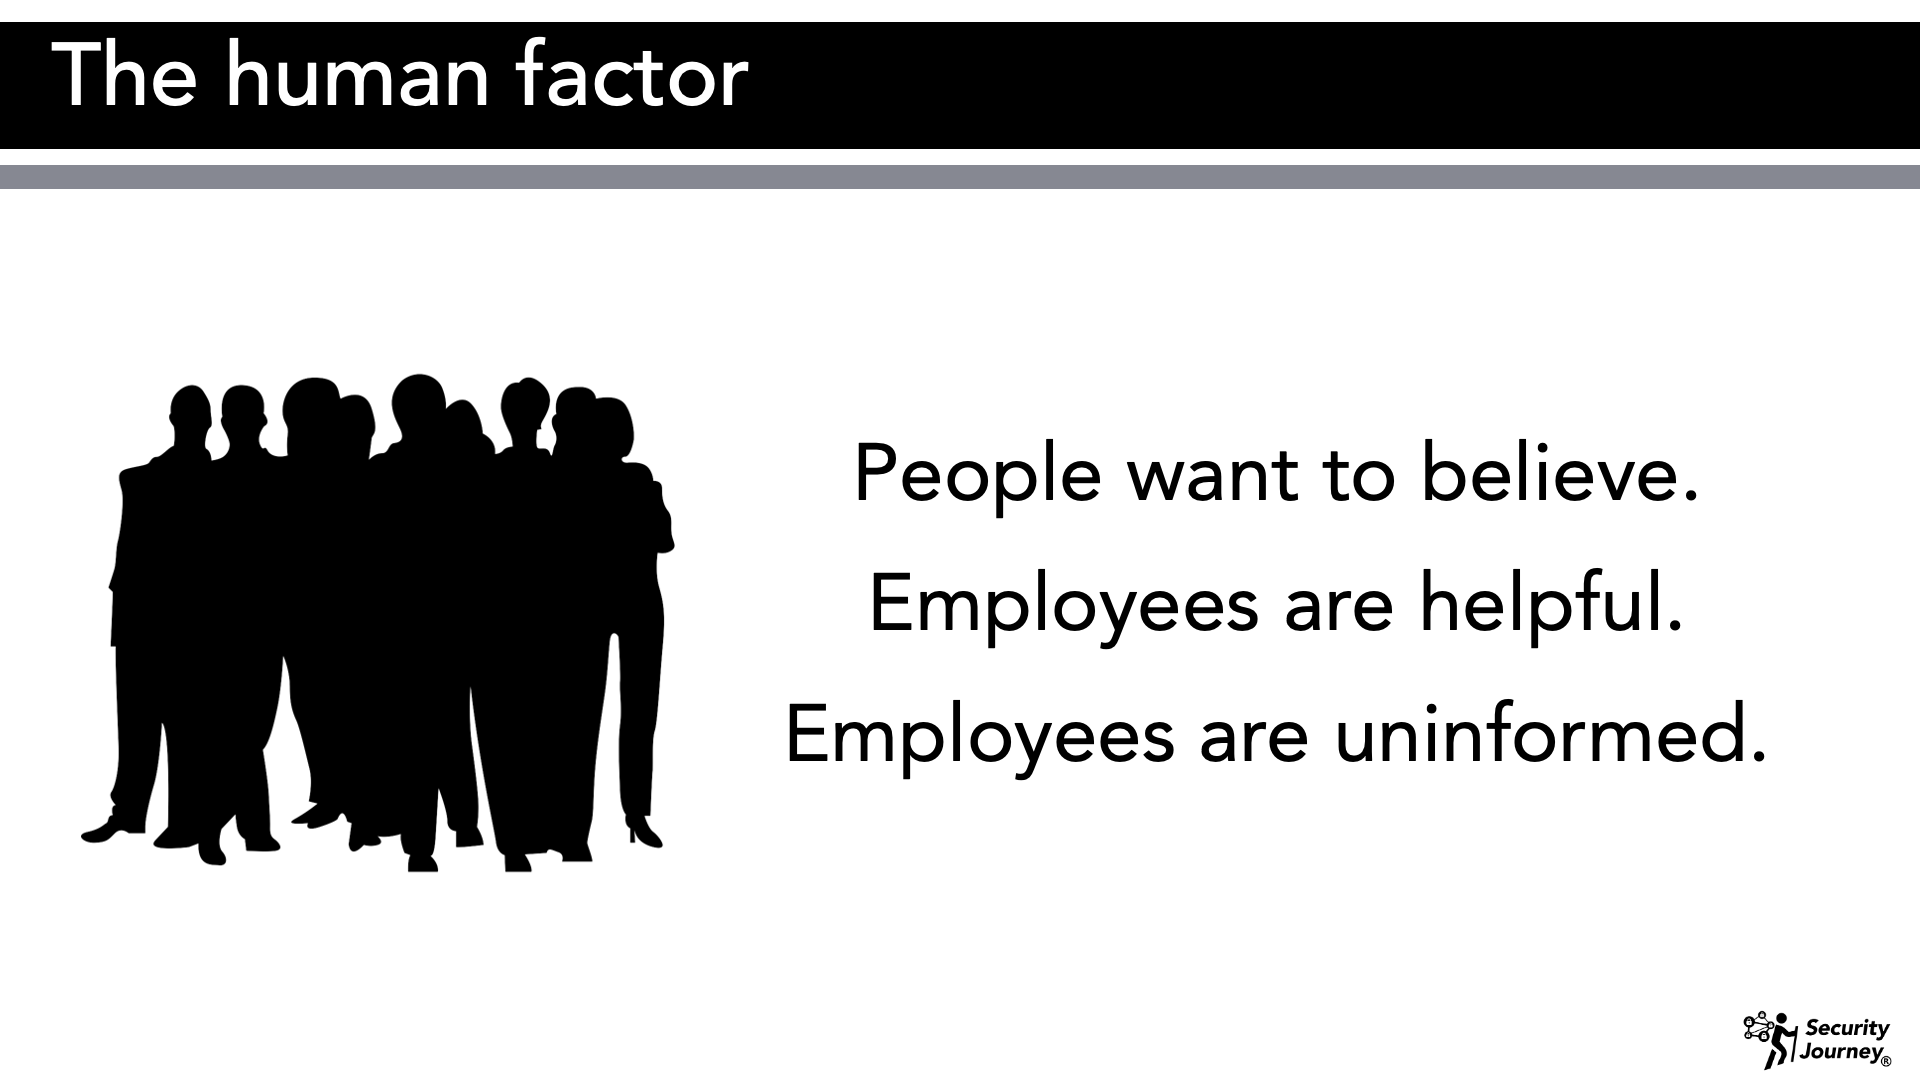 The human factor
People want to believe.
Employees are helpful.
Employees are uninformed.
Security
Journey®